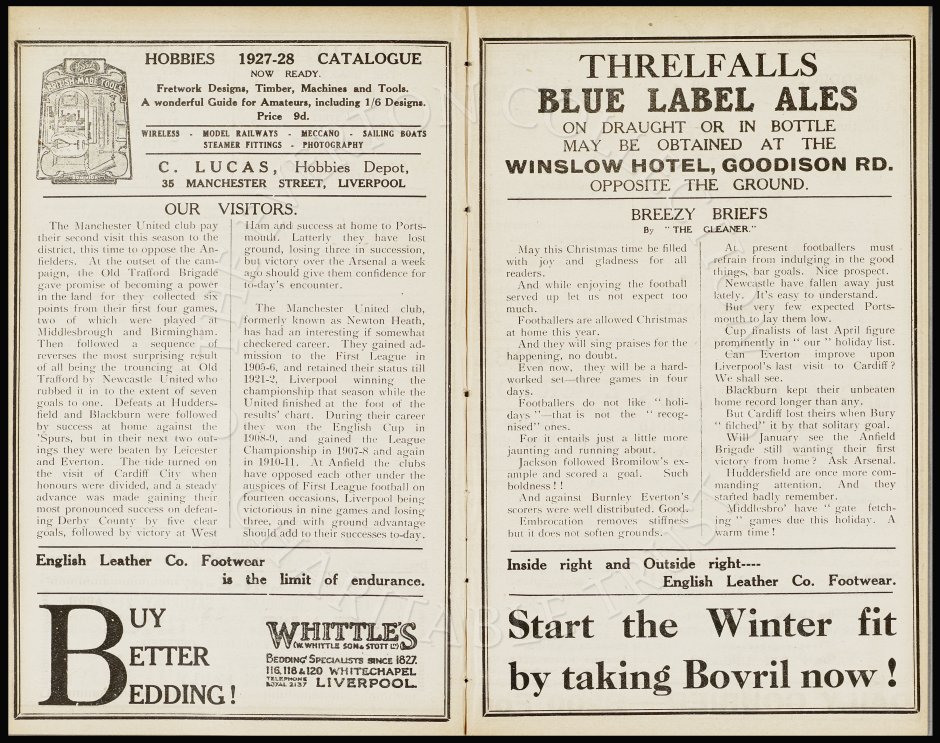 HOBBIES 1927-28 CATALOGUE
NOW READY.
Fretwork Designs, Timber, Machines and Tools.
A wonderful Guide for Amateurs, including 1/6 Designs.
Price 9d.
WIRELESS - MODEL RAILWAYS - MECCANO - SAILING BOATS
STEAMER FITTINGS - PHOTOGRAPHY
C. LUCAS, Hobbies Depot,
35 MANCHESTER STREET, LIVERPOOL
OUR VISITORS.
The Manchester United club pay
their second visit this season to the
district, this time to oppose the An-
fielders. At the outset of the cam-
paign, the Old Trafford Brigade
gave promise of becoming a power
in the land for they collected six
points from their first four games,
two of which were played at
Middlesbrough and Birmingham.
Then followed a sequence of
reverses the most surprising result
of all being the trouncing at Old
Trafford by Newcastle United who
rubbed it in to the extent of seven
goals to one. Defeats at Hudders-
field and Blackburn were followed
by success at home against the
'Spurs, but in their next two out-
ings they were beaten by Leicester
and Everton. The tide turned on
the visit of Cardiff City when
honours were divided, and a steady
advance was made gaining their
most pronounced success on defeat-
ing Derby County by five clear
goals, followed by victory at West
Ham and success at home to Ports-
mouth. Latterly they have lost
ground, losing three in succession,
but victory over the Arsenal a week
ago should give them confidence for
to-day's encounter.
The Manchester United club,
formerly known as Newton Heath,
has had an interesting if somewhat
checkered career. They gained ad-
mission to the First League in
1905-6, and retained their status till
1921-2, Liverpool winning the
championship that season while the
United finished at the foot of the
results' chart. During their career
they won the English Cup in
1908-9, and gained the League
Championship in 1907-8 and again
in 1910-11. At Anfield the clubs
have opposed each other under the
auspices of First League football on
fourteen occasions, Liverpool being
victorious in nine games and losing
three, and with ground advantage
should add to their successes to-day.
English Leather Co. Footwear
is the limit of endurance.
BUY
BETTER
BEDDING!
WHITTLE'S
(W. WHITTLE SON & STOTT LTD)
BEDDING SPECIALISTS SINCE 1827.
116, 118 & 120 WHITECHAPEL
TELEPHONE
ROYAL 2137 LIVERPOOL.
THRELFALLS
BLUE LABEL ALES
ON DRAUGHT OR IN BOTTLE
MAY BE OBTAINED AT THE
WINSLOW HOTEL, GOODISON RD.
OPPOSITE THE GROUND.
BREEZY BRIEFS
By "THE GLEANER."
May this Christmas time be filled
with joy and gladness for all
readers.
And while enjoying the football
served up let us not expect too
much.
Footballers are allowed Christmas
at home this year.
And they will sing praises for the
happening, no doubt.
Even now, they will be a hard-
worked set—three games in four
days.
Footballers do not like "holi-
days"—that is not the "recog-
nised" ones.
For it entails just a little more
jaunting and running about.
Jackson followed Bromilow's ex-
ample and scored a goal. Such
boldness!!
And against Burnley Everton's
scorers were well distributed. Good.
Embrocation removes stiffness
but it does not soften grounds.
At present footballers must
refrain from indulging in the good
things, bar goals. Nice prospect.
Newcastle have fallen away just
lately. It's easy to understand.
But very few expected Ports-
mouth to lay them low.
Cup finalists of last April figure
prominently in "our" holiday list.
Can Everton improve upon
Liverpool's last visit to Cardiff?
We shall see.
Blackburn kept their unbeaten
home record longer than any.
But Cardiff lost theirs when Bury
"filched" it by that solitary goal.
Will January see the Anfield
Brigade still wanting their first
victory from home? Ask Arsenal.
Huddersfield are once more com-
manding attention. And they
started badly remember.
Middlesbro' have "gate fetch-
ing" games due this holiday. A
warm time!
Inside right and Outside right----
English Leather Co. Footwear.
Start the Winter fit
by taking Bovril now!